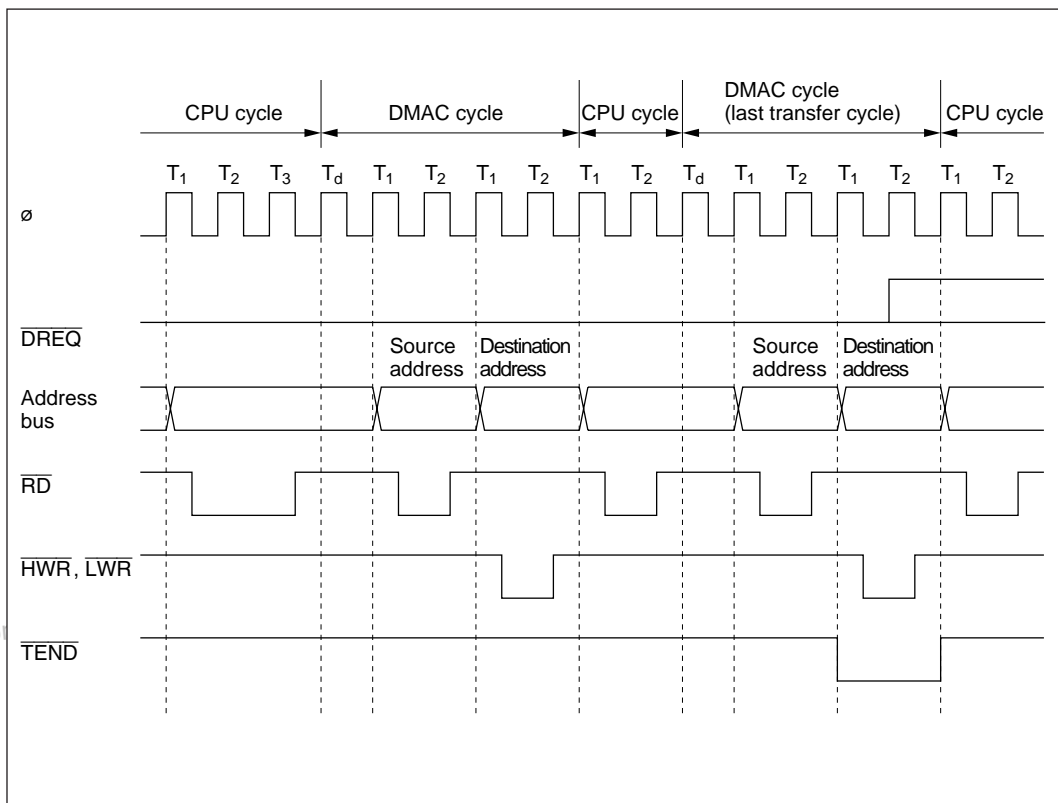 DMAC cycle
(last transfer cycle)
CPU cycle DMAC cycle CPU cycle CPU cycle
T1 T2 T3 Td T1 T2 T1 T2 T1 T2 Td T1 T2 T1 T2 T1 T2
ø
DREQ
Source address
Destination address
Source address
Destination address
Address
bus
RD
HWR, LWR
TEND